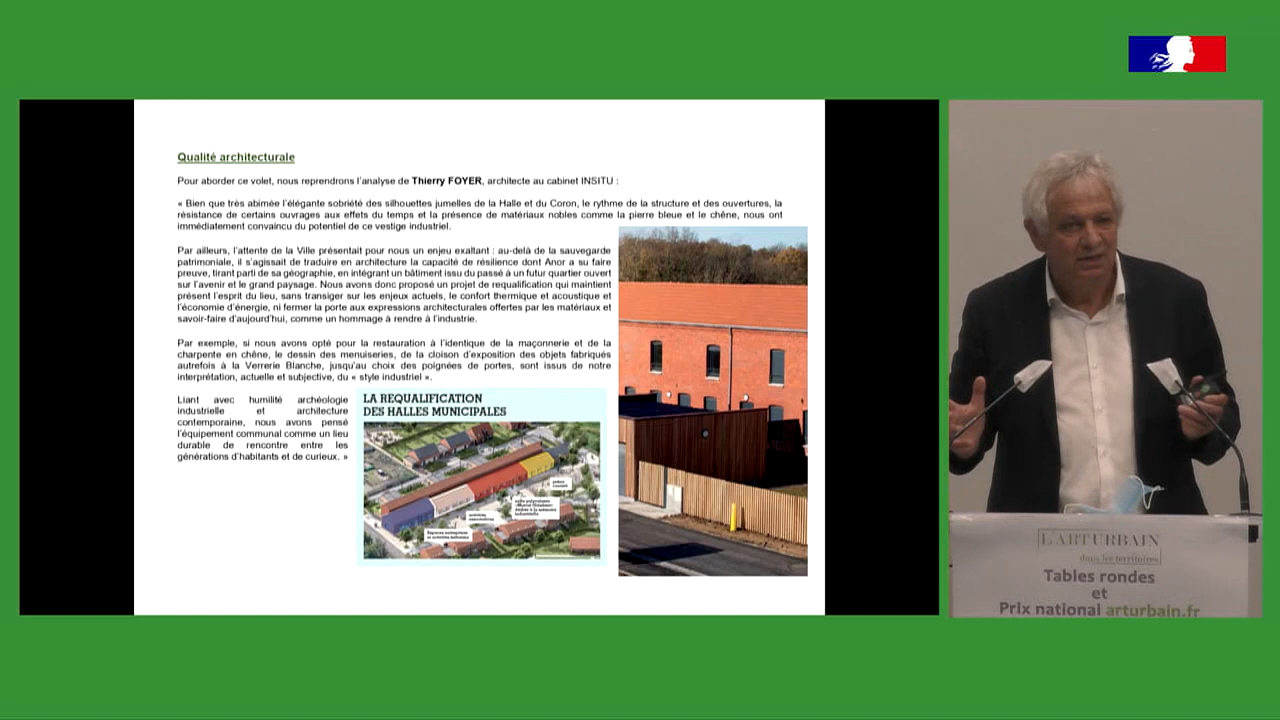 Qualité architecturale
Pour aborder ce volet, nous reprendrons l'analyse de Thierry FOYER, architecte au cabinet INSITU :
« Bien que très abimée l'élégante sobriété des silhouettes jumelles de la Halle et du Coron, le rythme de la structure et des ouvertures, la
résistance de certains ouvrages aux effets du temps et la présence de matériaux nobles comme la pierre bleue et le chêne, nous ont
immédiatement convaincu du potentiel de ce vestige industriel.
Par ailleurs, l'attente de la Ville présentait pour nous un enjeu exaltant : au-delà de la sauvegarde
patrimoniale, il s'agissait de traduire en architecture la capacité de résilience dont Anor a su faire
preuve, tirant parti de sa géographie, en intégrant un bâtiment issu du passé à un futur quartier ouvert
sur l'avenir et le grand paysage. Nous avons donc proposé un projet de requalification qui maintient
présent l'esprit du lieu, sans transiger sur les enjeux actuels, le confort thermique et acoustique et
l'économie d'énergie, ni fermer la porte aux expressions architecturales offertes par les matériaux et
savoir-faire d'aujourd'hui, comme un hommage à rendre à l'industrie.
Par exemple, si nous avons opté pour la restauration à l'identique de la maçonnerie et de la
charpente en chêne, le dessin des menuiseries, de la cloison d'exposition des objets fabriqués
autrefois à la Verrerie Blanche, jusqu'au choix des poignées de portes, sont issus de notre
interprétation, actuelle et subjective, du « style industriel ».
Liant avec humilité archéologie
industrielle et architecture
contemporaine, nous avons pensé
l'équipement communal comme un lieu
durable de rencontre entre les
générations d'habitants et de curieux. »
LA REQUALIFICATION
DES HALLES MUNICIPALES
L'ARTURBAIN
dans les territoires
Tables rondes
et
Prix national arturbain.fr